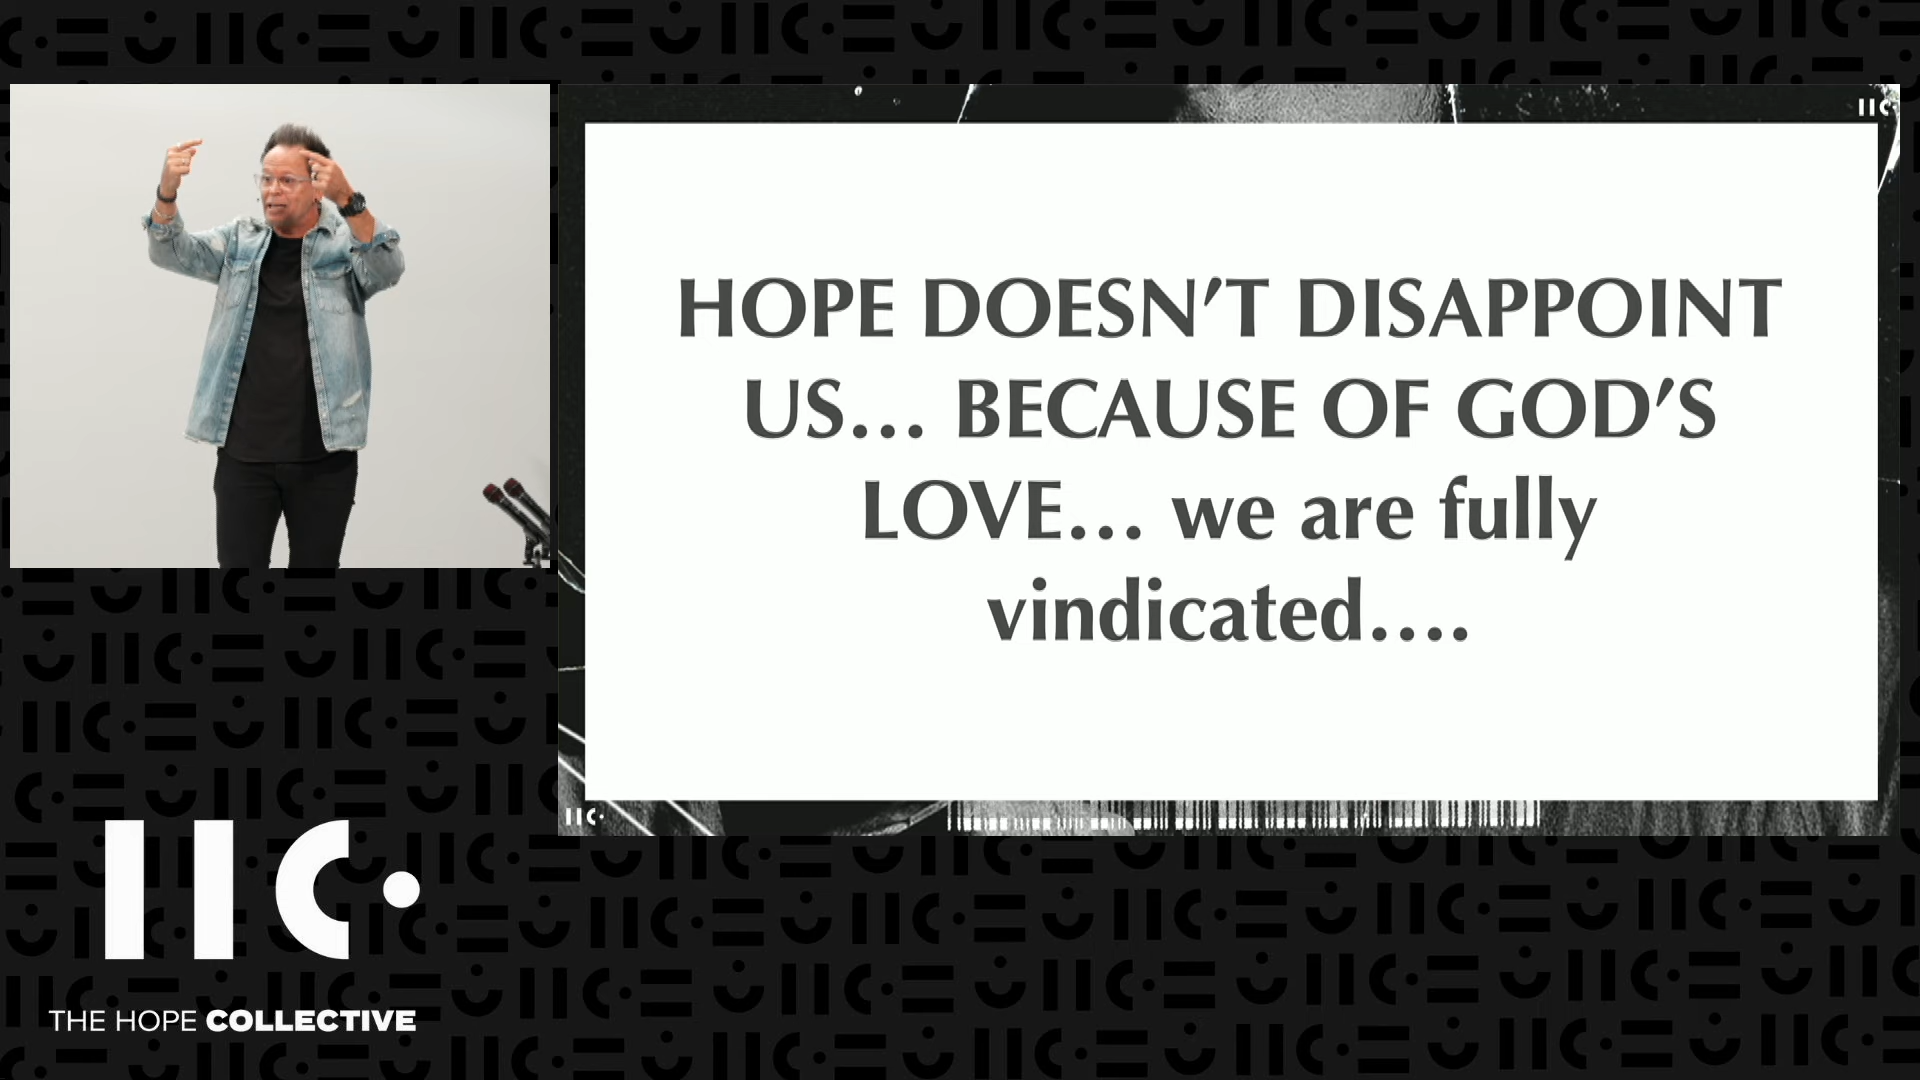 HOPE DOESN’T DISAPPOINT
US... BECAUSE OF GOD’S
LOVE... we are fully
vindicated....
THE HOPE COLLECTIVE